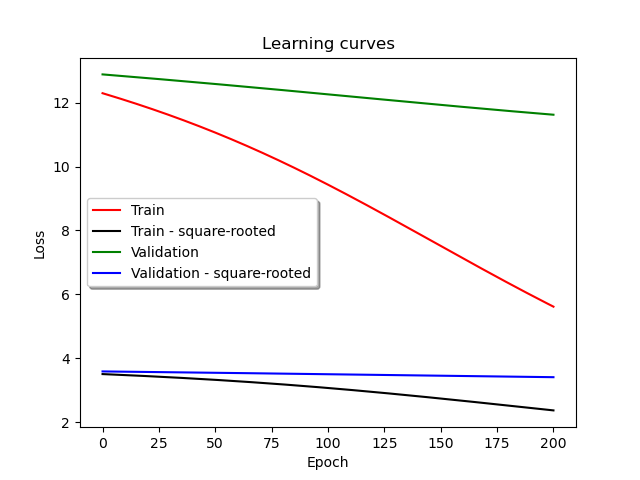 Learning curves
Loss
12
10
8
6
4
2
Train
Train - square-rooted
Validation
Validation - square-rooted
0 25 50 75 100 125 150 175 200
Epoch